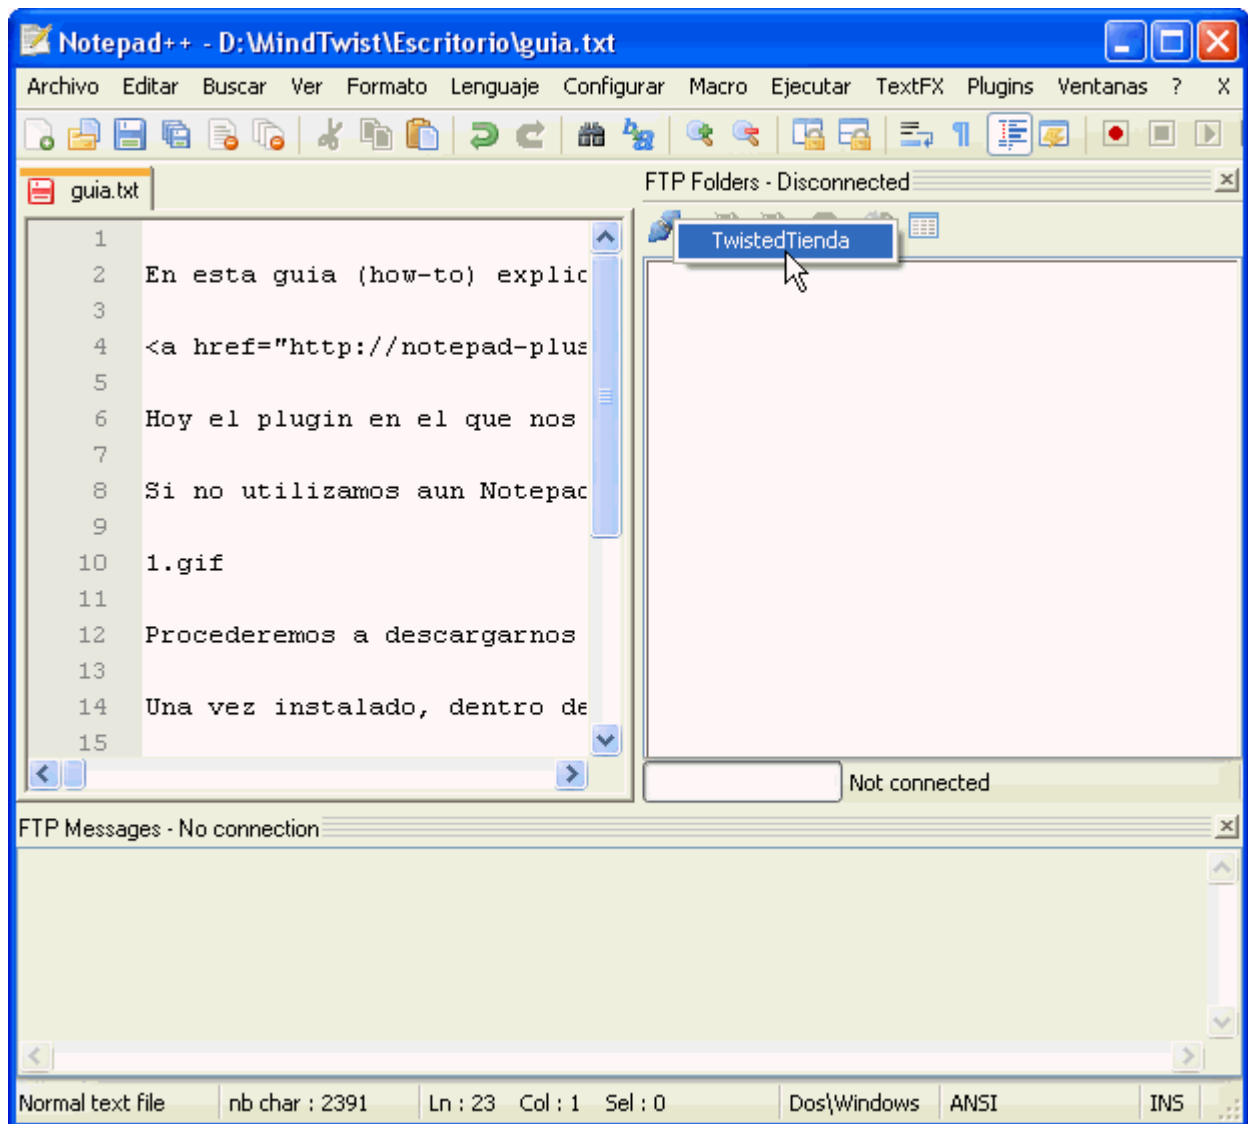 Notepad++ - D:\MindTwist\Escritorio\guia.txt
Archivo Editar Buscar Ver Formato Lenguaje Configurar Macro Ejecutar TextFX Plugins Ventanas ? X
guia.txt
1
2 En esta guia (how-to) explic
3
4 <a href="http://notepad-plus
5
6 Hoy el plugin en el que nos
7
8 Si no utilizamos aun Notepad
9
10 1.gif
11
12 Procederemos a descargarnos
13
14 Una vez instalado, dentro de
15
FTP Folders - Disconnected
TwistedTienda
Not connected
FTP Messages - No connection
Normal text file nb char : 2391 Ln : 23 Col : 1 Sel : 0 Dos\Windows ANSI INS